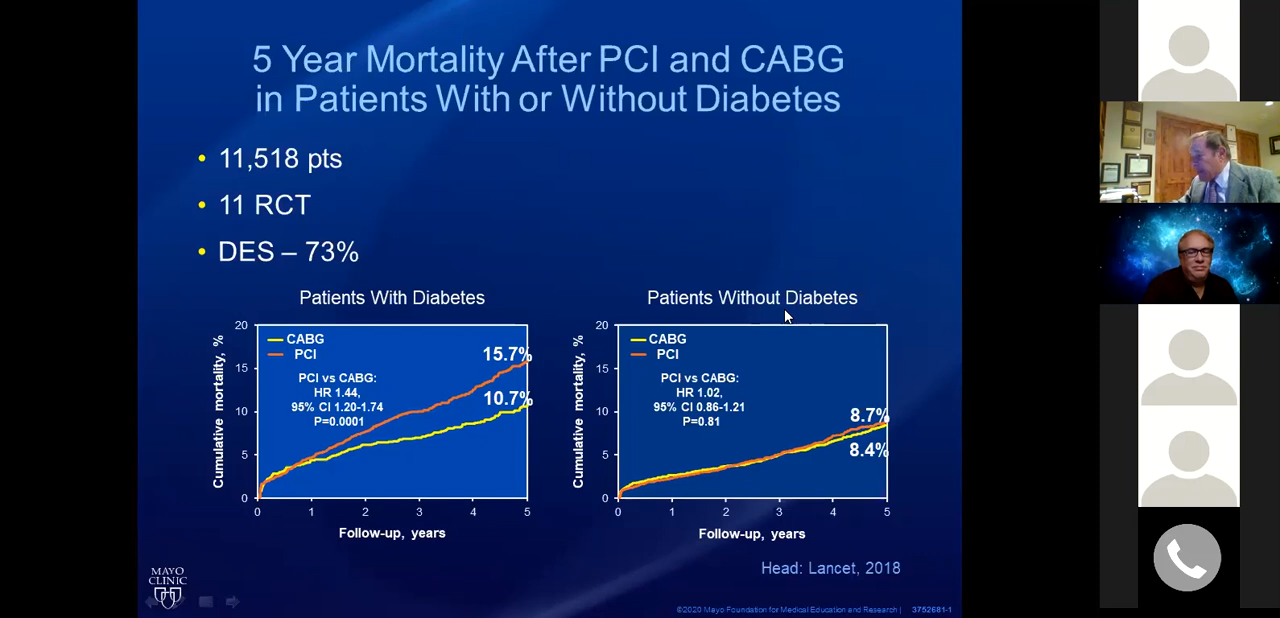 5 Year Mortality After PCI and CABG
in Patients With or Without Diabetes
• 11,518 pts
• 11 RCT
• DES – 73%
Patients With Diabetes
Cumulative mortality, %
20
15
10
5
0
CABG
PCI
PCI vs CABG:
HR 1.44,
95% CI 1.20-1.74
P=0.0001
15.7%
10.7%
0 1 2 3 4 5
Follow-up, years
Patients Without Diabetes
Cumulative mortality, %
20
15
10
5
0
CABG
PCI
PCI vs CABG:
HR 1.02,
95% CI 0.86-1.21
P=0.81
8.7%
8.4%
0 1 2 3 4 5
Follow-up, years
Head: Lancet, 2018
MAYO
CLINIC
©2020 Mayo Foundation for Medical Education and Research | 3752681-1